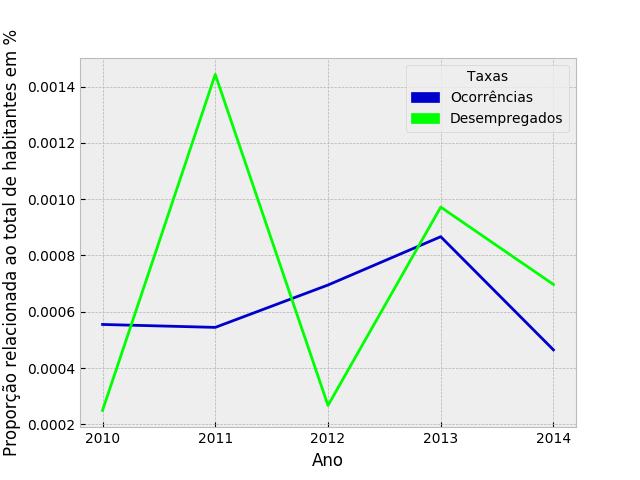 Proporção relacionada ao total de habitantes em %
0.0014
0.0012
0.0010
0.0008
0.0006
0.0004
0.0002
Taxas
Ocorrências
Desempregados
2010 2011 2012 2013 2014
Ano